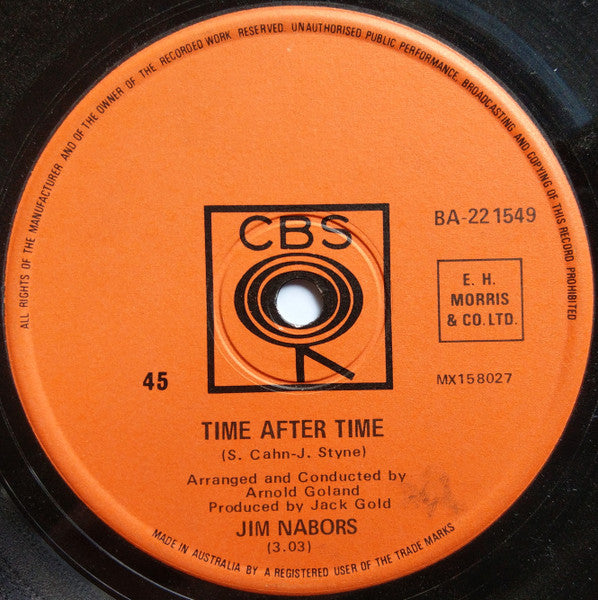 ALL RIGHTS OF THE MANUFACTURER AND OF THE OWNER OF THE RECORDED WORK RESERVED. UNAUTHORISED PUBLIC PERFORMANCE, BROADCASTING AND COPYING OF THIS RECORD PROHIBITED
CBS
BA-221549
E. H.
MORRIS
& CO. LTD.
45
MX158027
TIME AFTER TIME
(S. Cahn-J. Styne)
Arranged and Conducted by
Arnold Goland
Produced by Jack Gold
JIM NABORS
(3.03)
MADE IN AUSTRALIA BY A REGISTERED USER OF THE TRADE MARKS